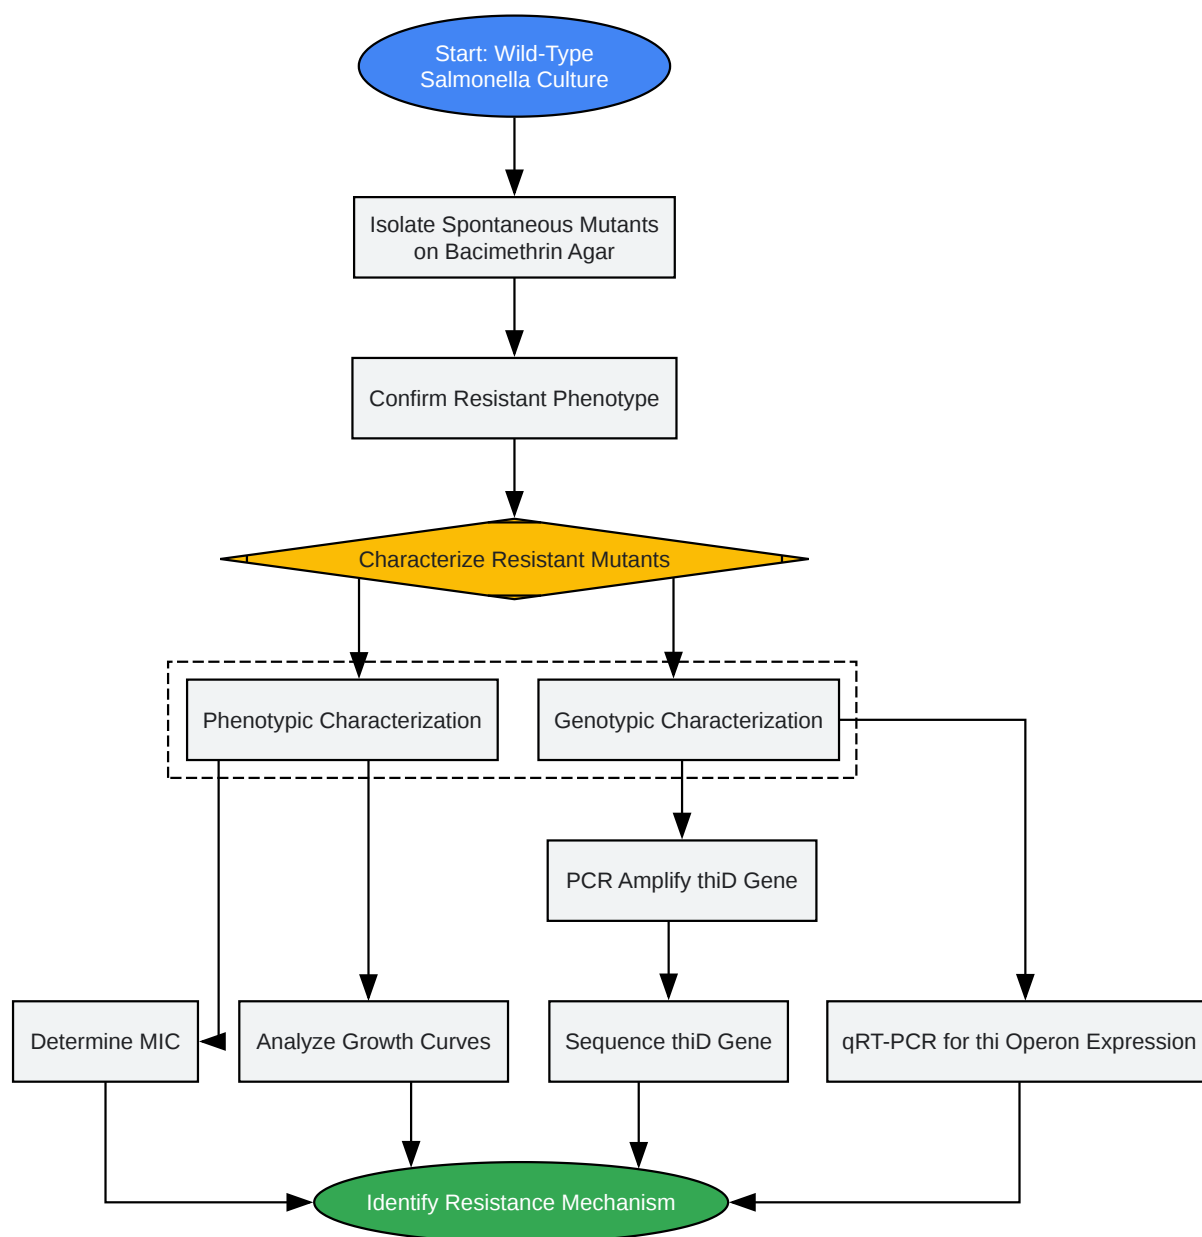 Start: Wild-Type
Salmonella Culture
Isolate Spontaneous Mutants
on Bacimethrin Agar
Confirm Resistant Phenotype
Characterize Resistant Mutants
Phenotypic Characterization
Genotypic Characterization
PCR Amplify thiD Gene
Determine MIC
Analyze Growth Curves
Sequence thiD Gene
qRT-PCR for thi Operon Expression
Identify Resistance Mechanism